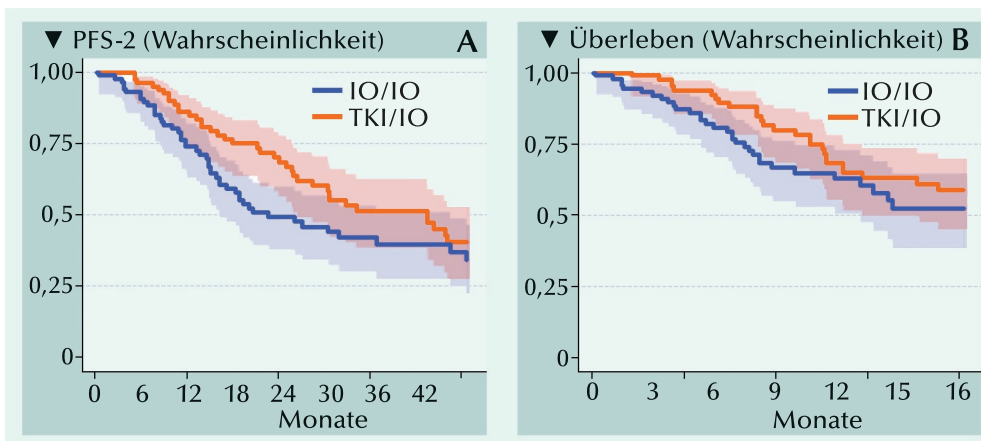 ▼ PFS-2 (Wahrscheinlichkeit) A
IO/IO
TKI/IO
1,00
0,75
0,5
0,25
0
0 6 12 18 24 30 36 42
Monate
▼ Überleben (Wahrscheinlichkeit) B
IO/IO
TKI/IO
1,00
0,75
0,5
0,25
0
0 3 6 9 12 15 16
Monate